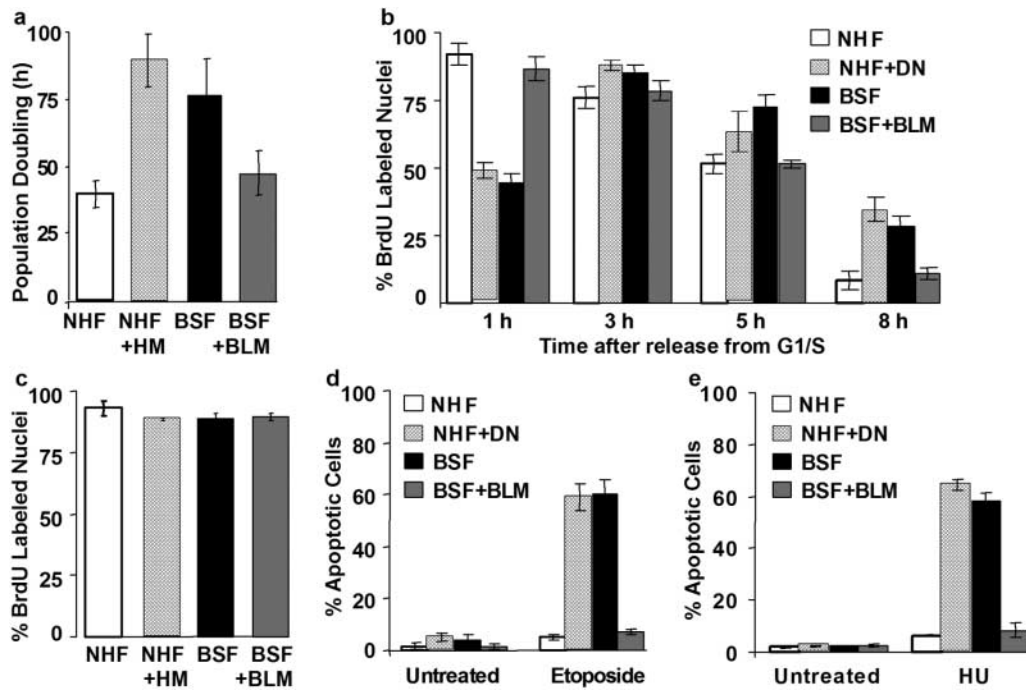 a
Population Doubling (h)
100
75
50
25
0
NHF NHF BSF BSF
+HM +BLM
b
% BrdU Labeled Nuclei
100
75
50
25
0
NHF
NHF+DN
BSF
BSF+BLM
1 h 3 h 5 h 8 h
Time after release from G1/S
c
% BrdU Labeled Nuclei
100
75
50
25
0
NHF NHF BSF BSF
+HM +BLM
d
% Apoptotic Cells
100
80
60
40
20
0
NHF
NHF+DN
BSF
BSF+BLM
Untreated Etoposide
e
% Apoptotic Cells
100
80
60
40
20
0
NHF
NHF+DN
BSF
BSF+BLM
Untreated HU